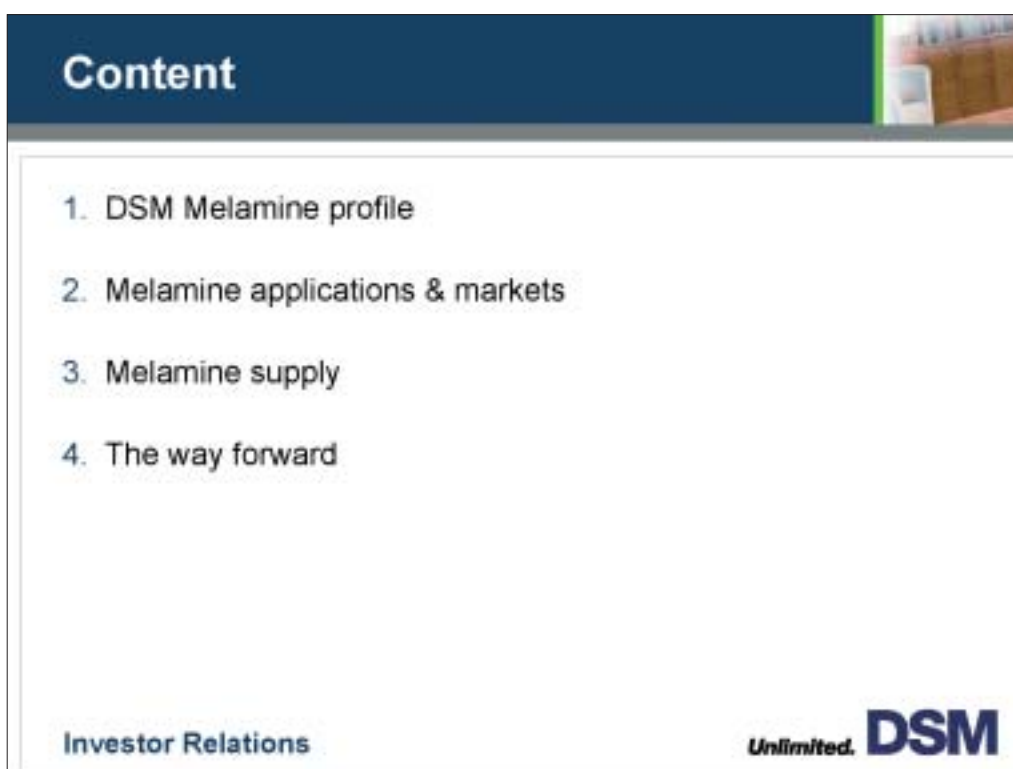 Content
1. DSM Melamine profile
2. Melamine applications & markets
3. Melamine supply
4. The way forward
Investor Relations
Unlimited. DSM